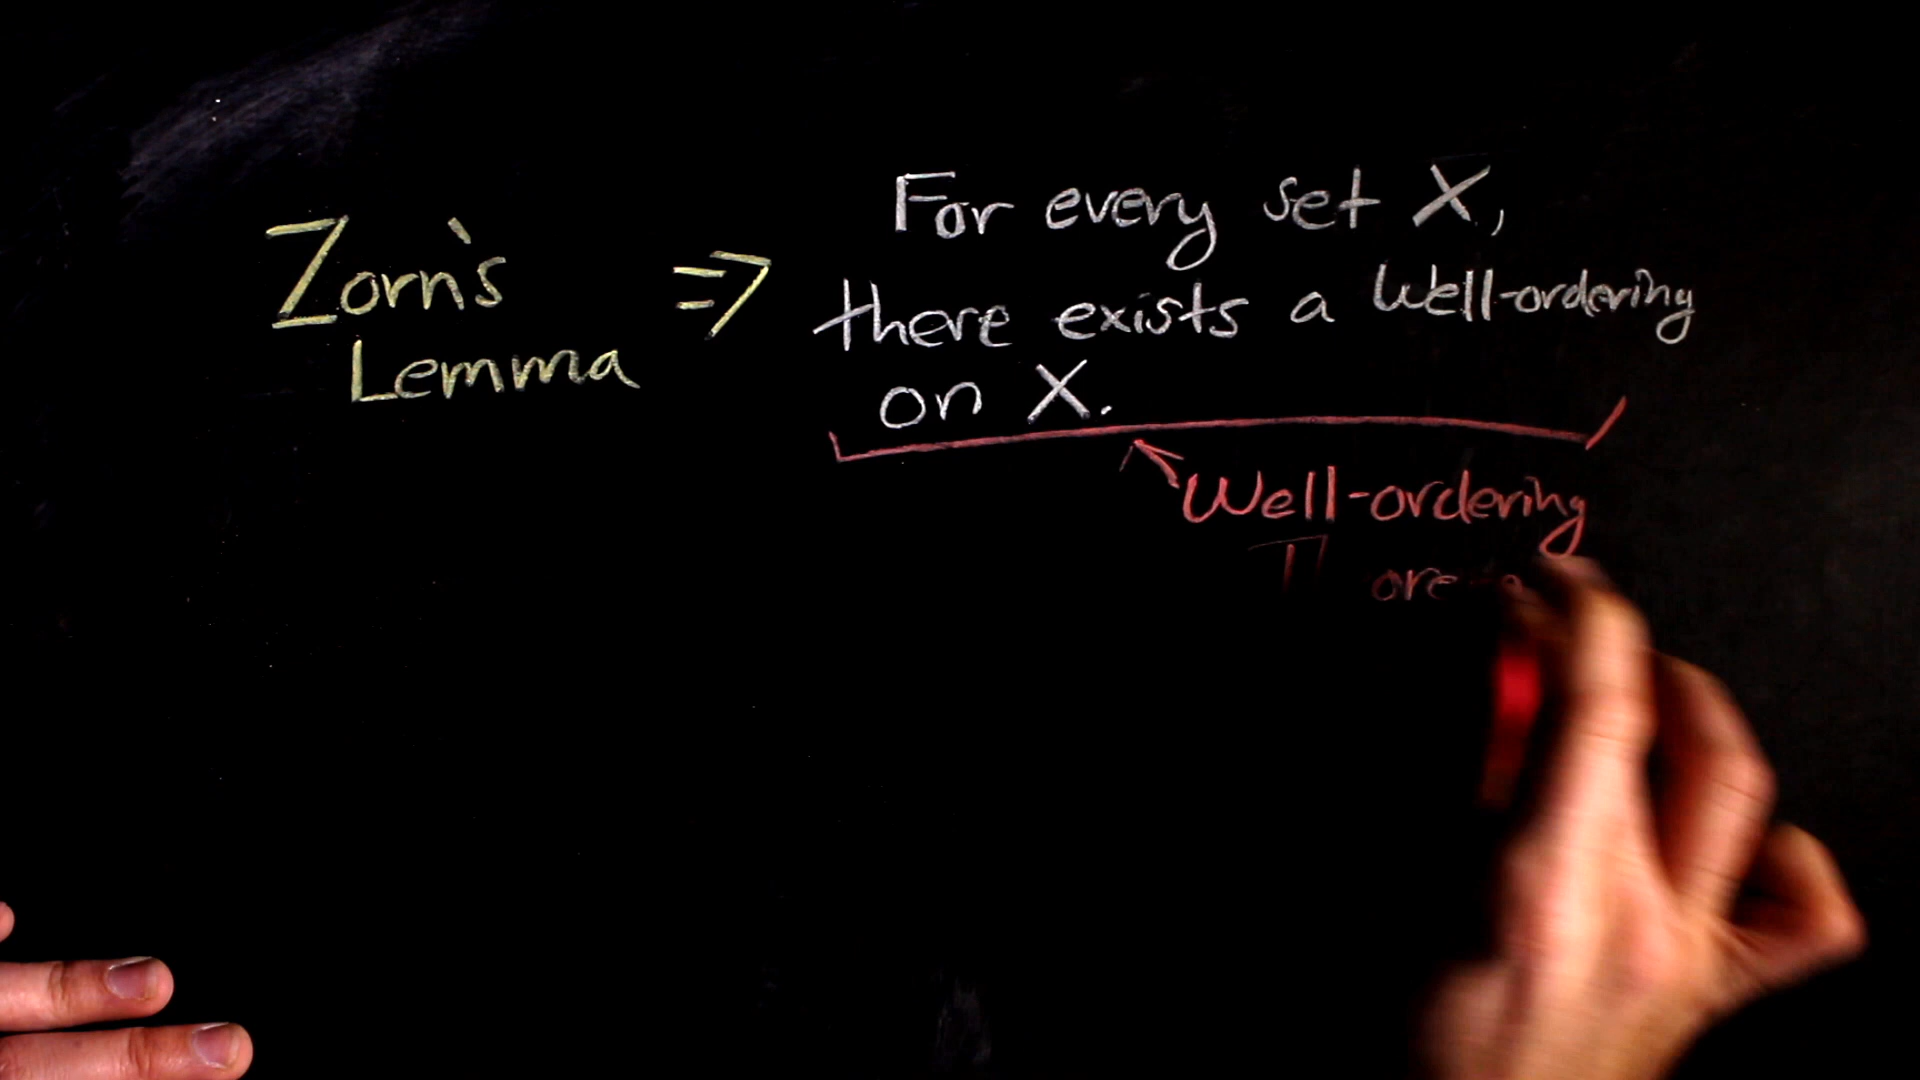 Zorn's
Lemma
=>
For every set X,
there exists a Well-ordering
on X.
Well-ordering